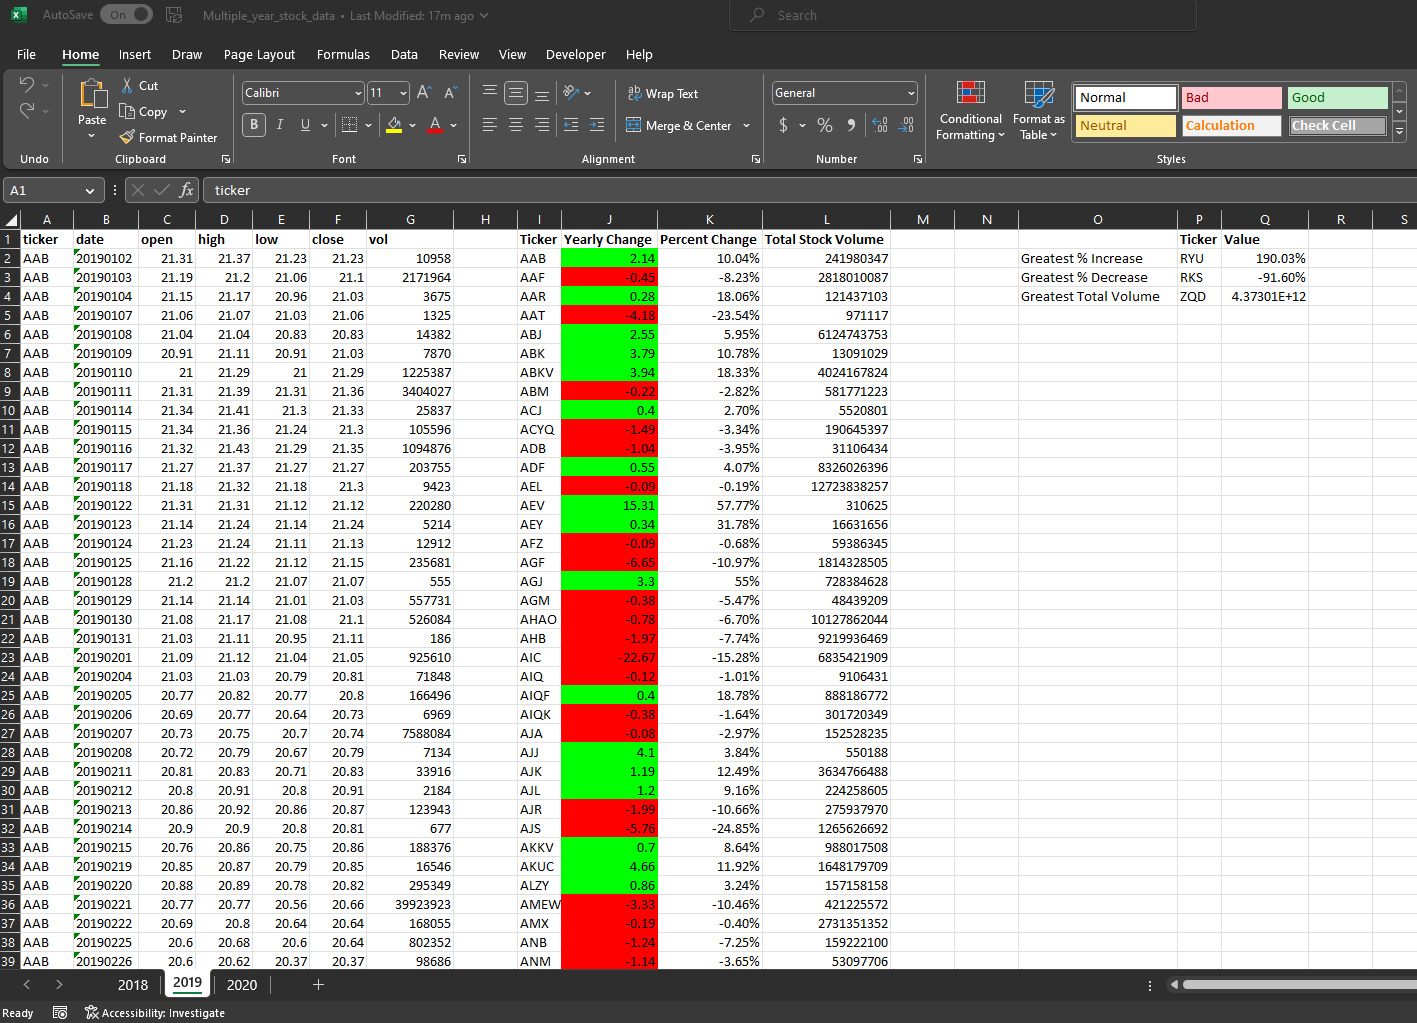 AutoSave On Multiple_year_stock_data • Last Modified: 17m ago Search
File Home Insert Draw Page Layout Formulas Data Review View Developer Help
Cut
Copy
Format Painter
Paste
Calibri 11
B I U
Wrap Text
Merge & Center
General
$ % 9
Conditional Formatting
Format as Table
Normal Bad Good
Neutral Calculation Check Cell
Undo Clipboard Font Alignment Number Styles
A1 fx ticker
A B C D E F G H I J K L M N O P Q R S
1 ticker date open high low close vol Ticker Yearly Change Percent Change Total Stock Volume Ticker Value
2 AAB 20190102 21.31 21.37 21.23 21.23 10958 AAB 2.14 10.04% 241980347 Greatest % Increase RYU 190.03%
3 AAB 20190103 21.19 21.2 21.06 21.1 2171964 AAF -0.45 -8.23% 2818010087 Greatest % Decrease RKS -91.60%
4 AAB 20190104 21.15 21.17 20.96 21.03 3675 AAR 0.28 18.06% 121437103 Greatest Total Volume ZQD 4.37301E+12
5 AAB 20190107 21.06 21.07 21.03 21.06 1325 AAT -4.18 -23.54% 971117
6 AAB 20190108 21.04 21.04 20.83 20.83 14382 ABJ 2.55 5.95% 6124743753
7 AAB 20190109 20.91 21.11 20.91 21.03 7870 ABK 3.79 10.78% 13091029
8 AAB 20190110 21 21.29 21 21.29 1225387 ABKV 3.94 18.33% 4024167824
9 AAB 20190111 21.31 21.39 21.31 21.36 3404027 ABM -0.22 -2.82% 581771223
10 AAB 20190114 21.34 21.41 21.3 21.33 25837 ACJ 0.4 2.70% 5520801
11 AAB 20190115 21.34 21.36 21.24 21.3 105596 ACYQ -1.49 -3.34% 190645397
12 AAB 20190116 21.32 21.43 21.29 21.35 1094876 ADB -1.04 -3.95% 31106434
13 AAB 20190117 21.27 21.37 21.27 21.27 203755 ADF 0.55 4.07% 8326026396
14 AAB 20190118 21.18 21.32 21.18 21.3 9423 AEL -0.09 -0.19% 12723838257
15 AAB 20190122 21.31 21.31 21.12 21.12 220280 AEV 15.31 57.77% 310625
16 AAB 20190123 21.14 21.24 21.14 21.24 5214 AEY 0.34 31.78% 16631656
17 AAB 20190124 21.23 21.24 21.11 21.13 12912 AFZ -0.09 -0.68% 59386345
18 AAB 20190125 21.16 21.22 21.12 21.15 235681 AGF -6.65 -10.97% 1814328505
19 AAB 20190128 21.2 21.2 21.07 21.07 555 AGJ 3.3 55% 728384628
20 AAB 20190129 21.14 21.14 21.01 21.03 557731 AGM -0.38 -5.47% 48439209
21 AAB 20190130 21.08 21.17 21.08 21.1 526084 AHAO -0.78 -6.70% 10127862044
22 AAB 20190131 21.03 21.11 20.95 21.11 186 AHB -1.97 -7.74% 9219936469
23 AAB 20190201 21.09 21.12 21.04 21.05 925610 AIC -22.67 -15.28% 6835421909
24 AAB 20190204 21.03 21.03 20.79 20.81 71848 AIQ -0.12 -1.01% 9106431
25 AAB 20190205 20.77 20.82 20.77 20.8 166496 AIQF 0.4 18.78% 888186772
26 AAB 20190206 20.69 20.77 20.64 20.73 6969 AIQK -0.38 -1.64% 301720349
27 AAB 20190207 20.73 20.75 20.7 20.74 7588084 AJA -0.08 -2.97% 152528235
28 AAB 20190208 20.72 20.79 20.67 20.79 7134 AJJ 4.1 3.84% 550188
29 AAB 20190211 20.81 20.83 20.71 20.83 33916 AJK 1.19 12.49% 3634766488
30 AAB 20190212 20.8 20.91 20.8 20.91 2184 AJL 1.2 9.16% 224258605
31 AAB 20190213 20.86 20.92 20.86 20.87 123943 AJR -1.99 -10.66% 275937970
32 AAB 20190214 20.9 20.9 20.8 20.81 677 AJS -5.76 -24.85% 1265626692
33 AAB 20190215 20.76 20.86 20.75 20.86 188376 AKKV 0.7 8.64% 988017508
34 AAB 20190219 20.85 20.87 20.79 20.85 16546 AKUC 4.66 11.92% 1648179709
35 AAB 20190220 20.88 20.89 20.78 20.82 295349 ALZY 0.86 3.24% 157158158
36 AAB 20190221 20.77 20.77 20.56 20.66 39923923 AMEW -3.33 -10.46% 421225572
37 AAB 20190222 20.69 20.8 20.64 20.64 168055 AMX -0.19 -0.40% 2731351352
38 AAB 20190225 20.6 20.68 20.6 20.64 802352 ANB -1.24 -7.25% 159222100
39 AAB 20190226 20.6 20.62 20.37 20.37 98686 ANM -1.14 -3.65% 53097706
2018 2019 2020
Ready Accessibility: Investigate